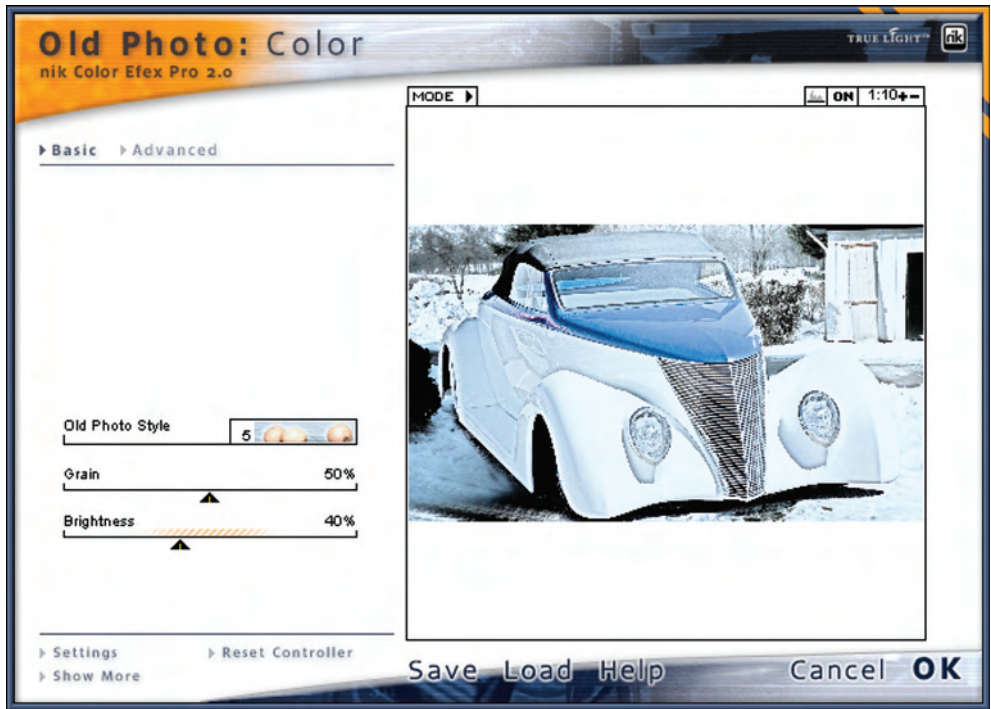 Old Photo: Color
nik Color Efex Pro 2.0
TRUE LIGHT™ nik
MODE
ON 1:10+-
Basic Advanced
Old Photo Style 5
Grain 50%
Brightness 40%
Settings Reset Controller
Show More
Save Load Help Cancel OK